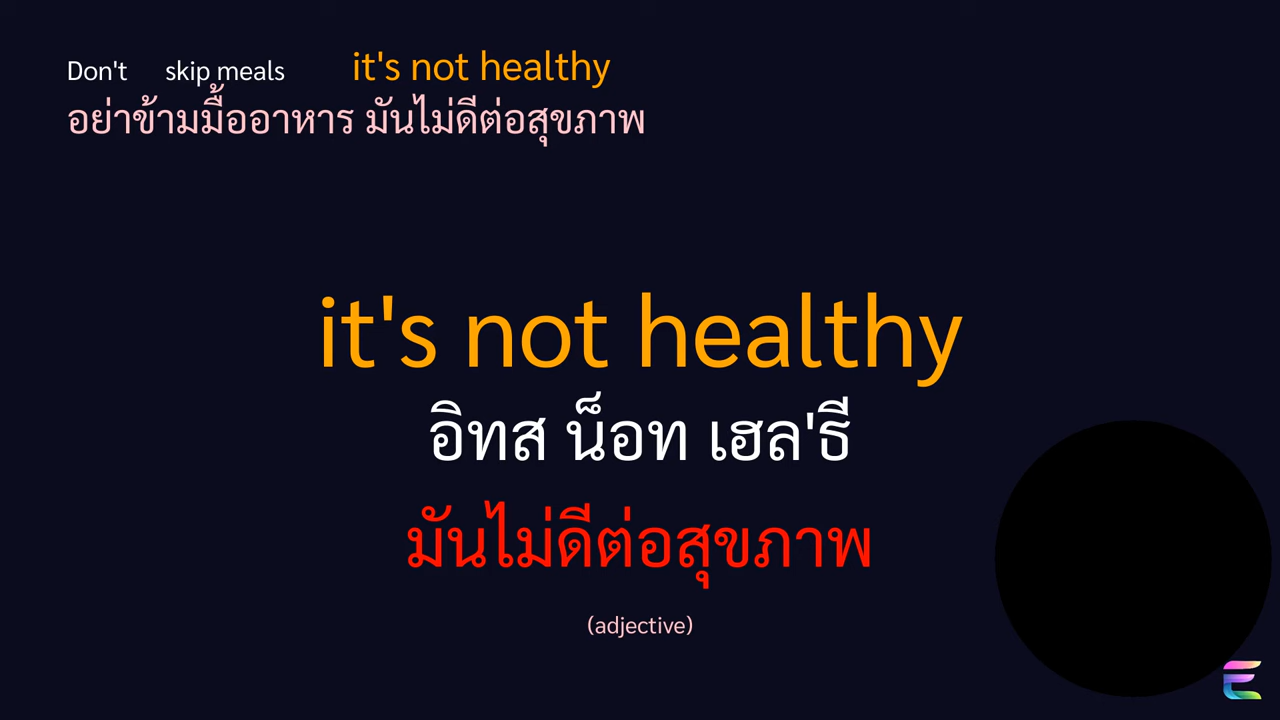 Don't skip meals it's not healthy
อย่าข้ามมื้ออาหาร มันไม่ดีต่อสุขภาพ
it's not healthy
อิทส น็อท เฮล'ธี
มันไม่ดีต่อสุขภาพ
(adjective)